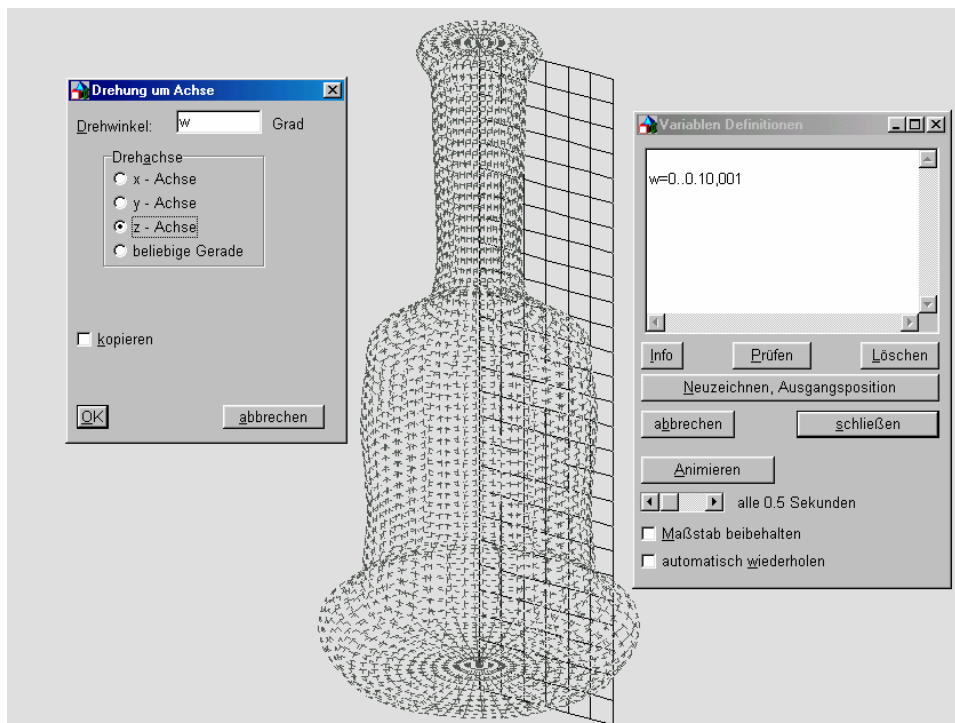 Drehung um Achse
Drehwinkel: w Grad
Drehachse
x - Achse
y - Achse
z - Achse
beliebige Gerade
kopieren
OK abbrechen
Variablen Definitionen
w=0..0.10,001
Info Prüfen Löschen
Neuzeichnen, Ausgangsposition
abbrechen schließen
Animieren
alle 0.5 Sekunden
Maßstab beibehalten
automatisch wiederholen